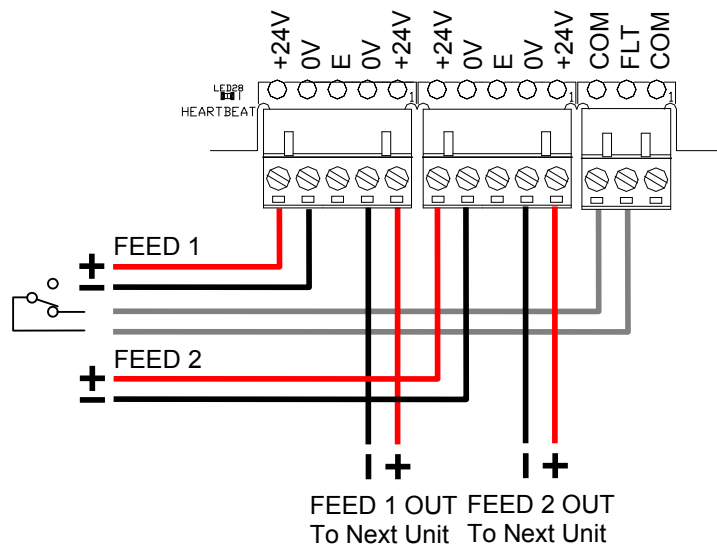 +24V 0V E 0V +24V +24V 0V E 0V +24V COM FLT COM
LED28
1 1 1
HEARTBEAT
+ FEED 1
−
+ FEED 2
−
− + − +
FEED 1 OUT FEED 2 OUT
To Next Unit To Next Unit